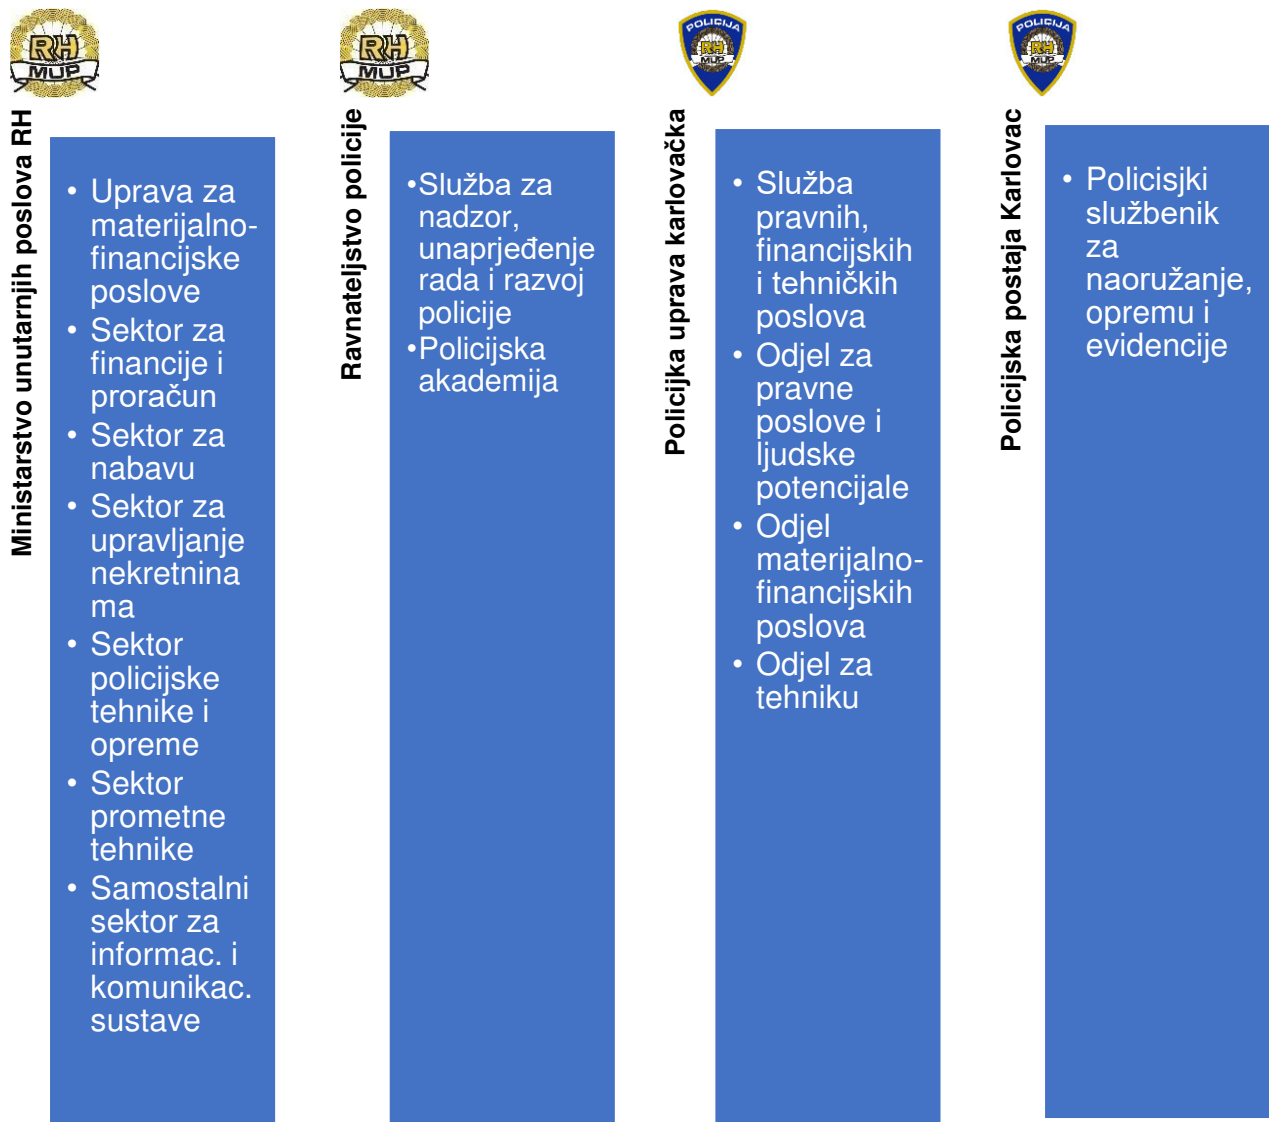 RH
MUP
Ministarstvo unutarnjih poslova RH
• Uprava za
materijalno-
financijske
poslove
• Sektor za
financije i
proračun
• Sektor za
nabavu
• Sektor za
upravljanje
nekretnina
ma
• Sektor
policijske
tehnike i
opreme
• Sektor
prometne
tehnike
• Samostalni
sektor za
informac. i
komunikac.
sustave
RH
MUP
Ravnateljstvo policije
•Služba za
nadzor,
unaprjeđenje
rada i razvoj
policije
•Policijska
akademija
POLICIJA
RH
MUP
Policijka uprava karlovačka
• Služba
pravnih,
financijskih
i tehničkih
poslova
• Odjel za
pravne
poslove i
ljudske
potencijale
• Odjel
materijalno-
financijskih
poslova
• Odjel za
tehniku
POLICIJA
RH
MUP
Policijska postaja Karlovac
• Policisjki
službenik
za
naoružanje,
opremu i
evidencije